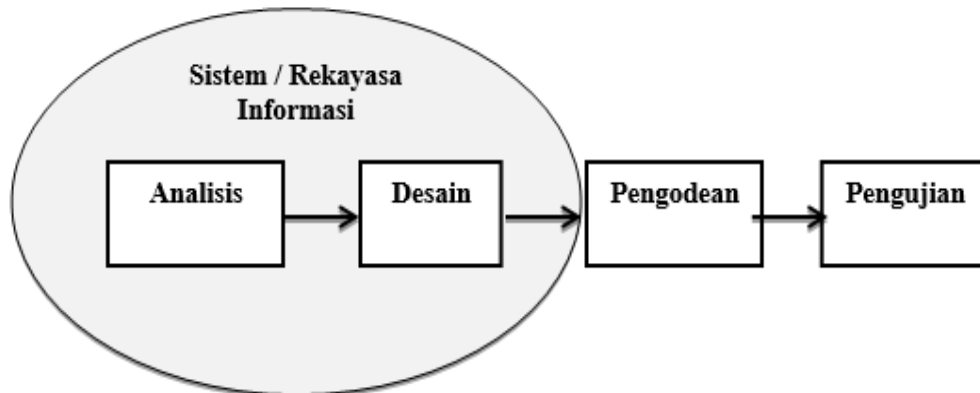 Sistem / Rekayasa
Informasi
Analisis
Desain
Pengodean
Pengujian